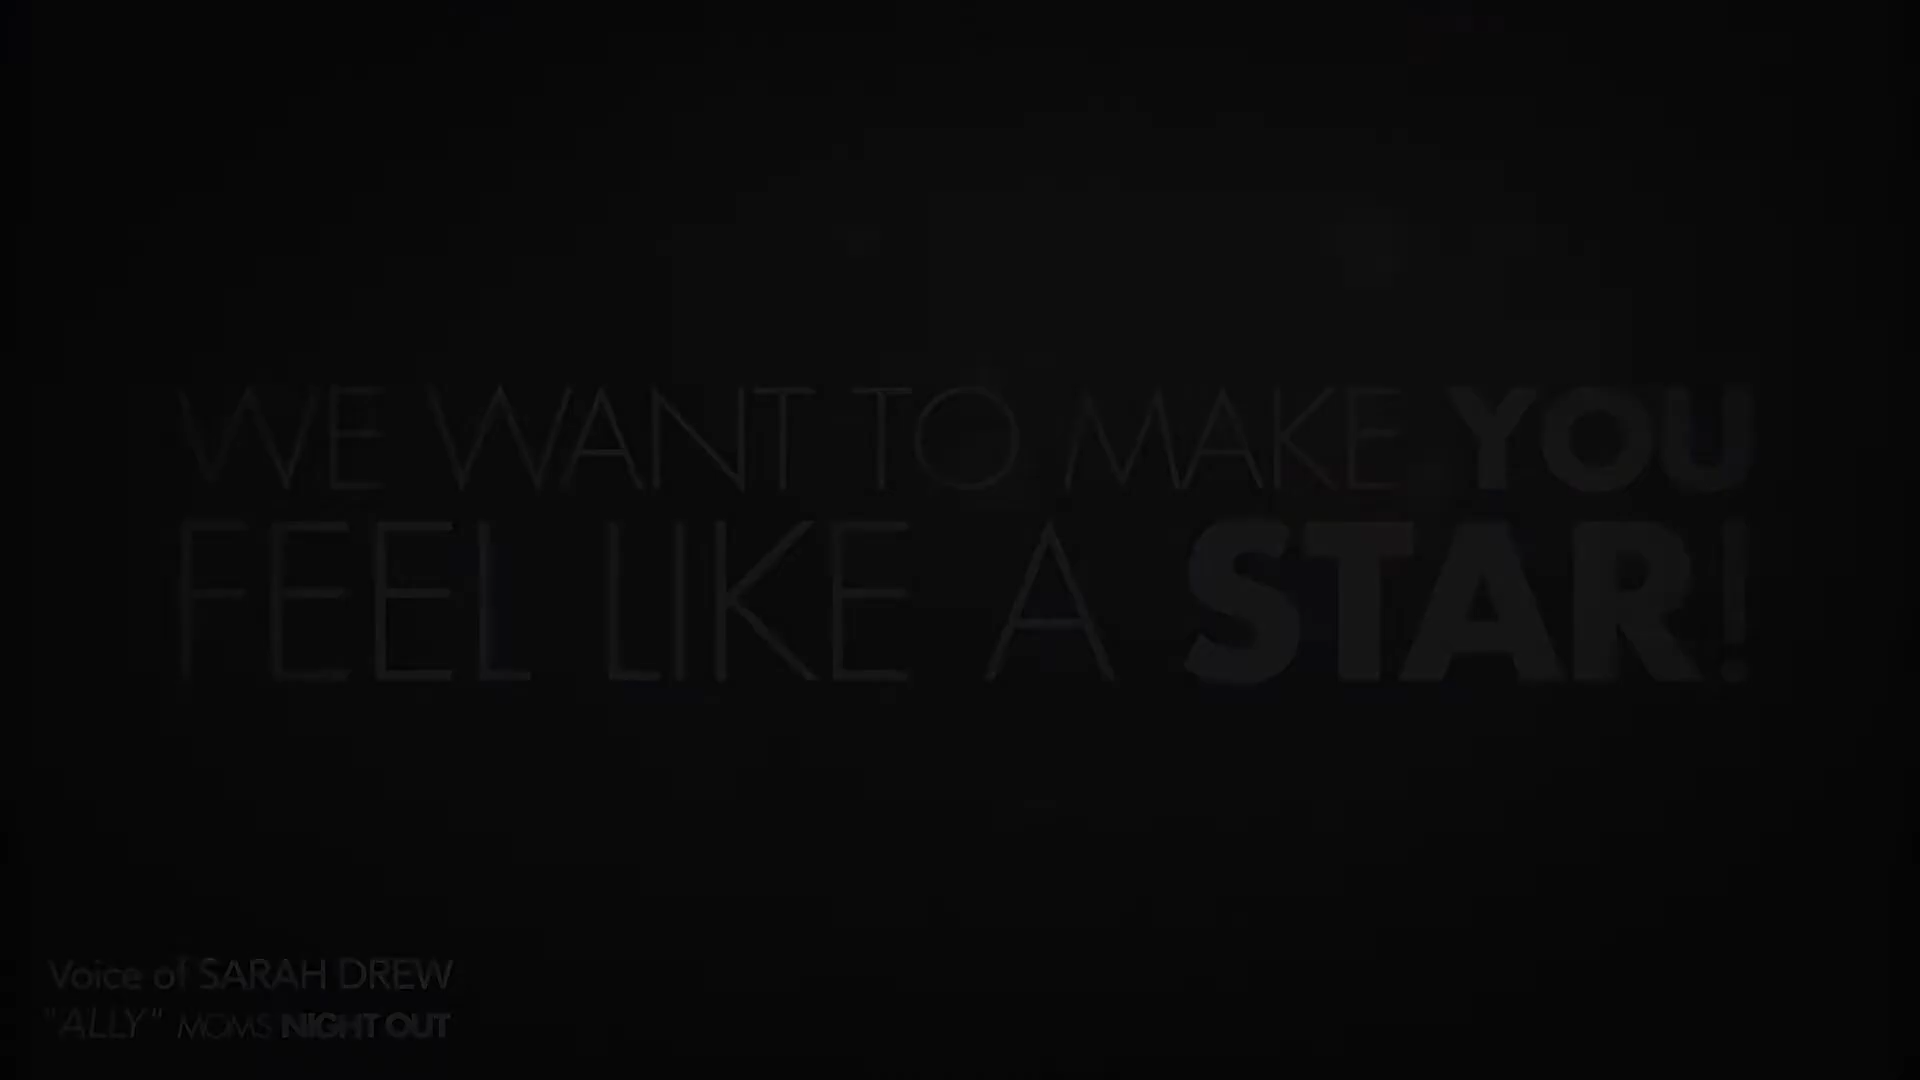 WE WANT TO MAKE YOU
FEEL LIKE A STAR!
Voice of SARAH DREW
"ALLY" MOMS NIGHT OUT